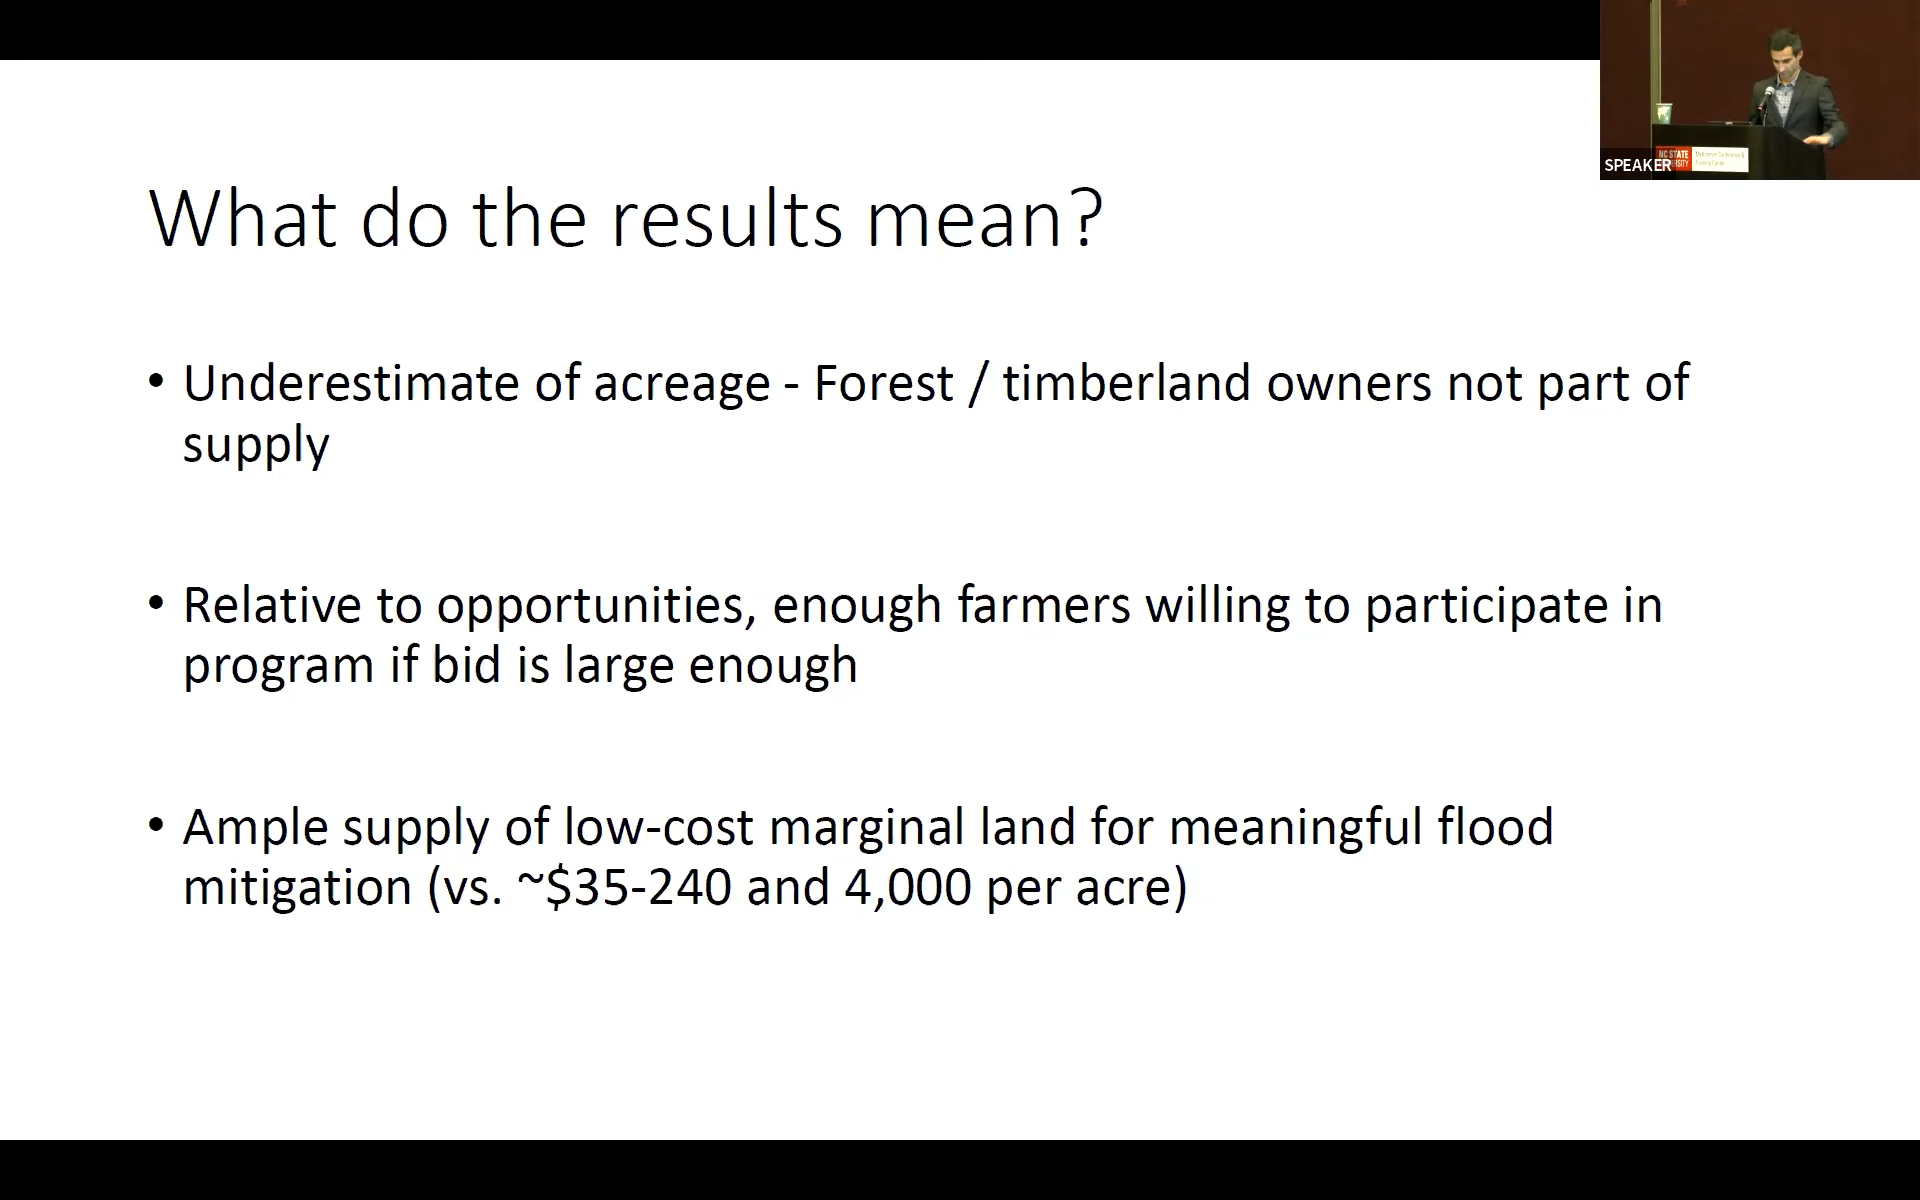 What do the results mean?
• Underestimate of acreage - Forest / timberland owners not part of
supply
• Relative to opportunities, enough farmers willing to participate in
program if bid is large enough
• Ample supply of low-cost marginal land for meaningful flood
mitigation (vs. ~$35-240 and 4,000 per acre)
SPEAKER
NC STATE